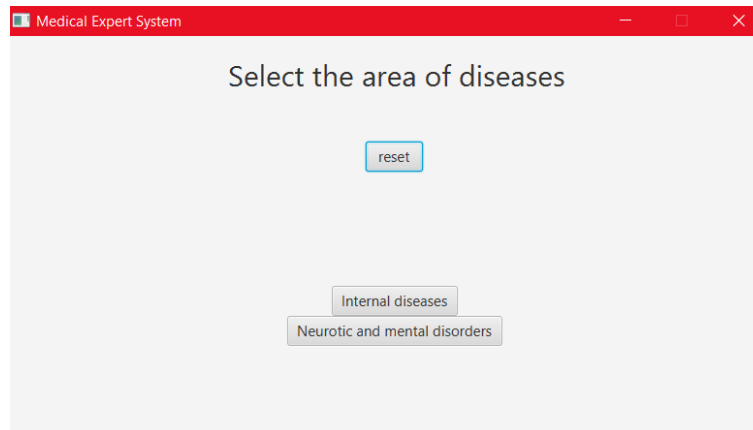 Medical Expert System
Select the area of diseases
reset
Internal diseases
Neurotic and mental disorders